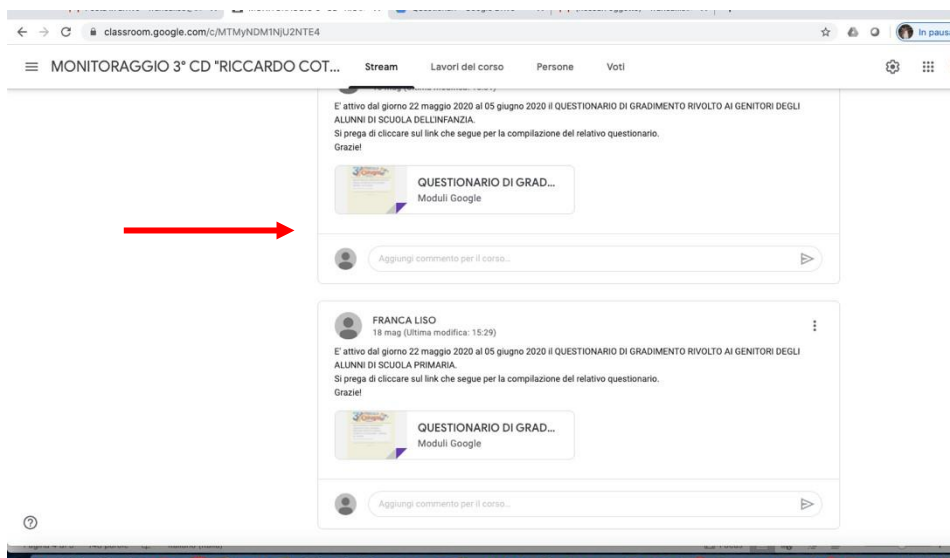 classroom.google.com/c/MTMyNDM1NjU2NTE4
In pausa
MONITORAGGIO 3° CD "RICCARDO COT...
Stream
Lavori del corso
Persone
Voti
E' attivo dal giorno 22 maggio 2020 al 05 giugno 2020 il QUESTIONARIO DI GRADIMENTO RIVOLTO AI GENITORI DEGLI
ALUNNI DI SCUOLA DELL'INFANZIA.
Si prega di cliccare sul link che segue per la compilazione del relativo questionario.
Grazie!
QUESTIONARIO DI GRAD...
Moduli Google
Aggiungi commento per il corso...
FRANCA LISO
18 mag (Ultima modifica: 15:29)
E' attivo dal giorno 22 maggio 2020 al 05 giugno 2020 il QUESTIONARIO DI GRADIMENTO RIVOLTO AI GENITORI DEGLI
ALUNNI DI SCUOLA PRIMARIA.
Si prega di cliccare sul link che segue per la compilazione del relativo questionario.
Grazie!
QUESTIONARIO DI GRAD...
Moduli Google
Aggiungi commento per il corso...